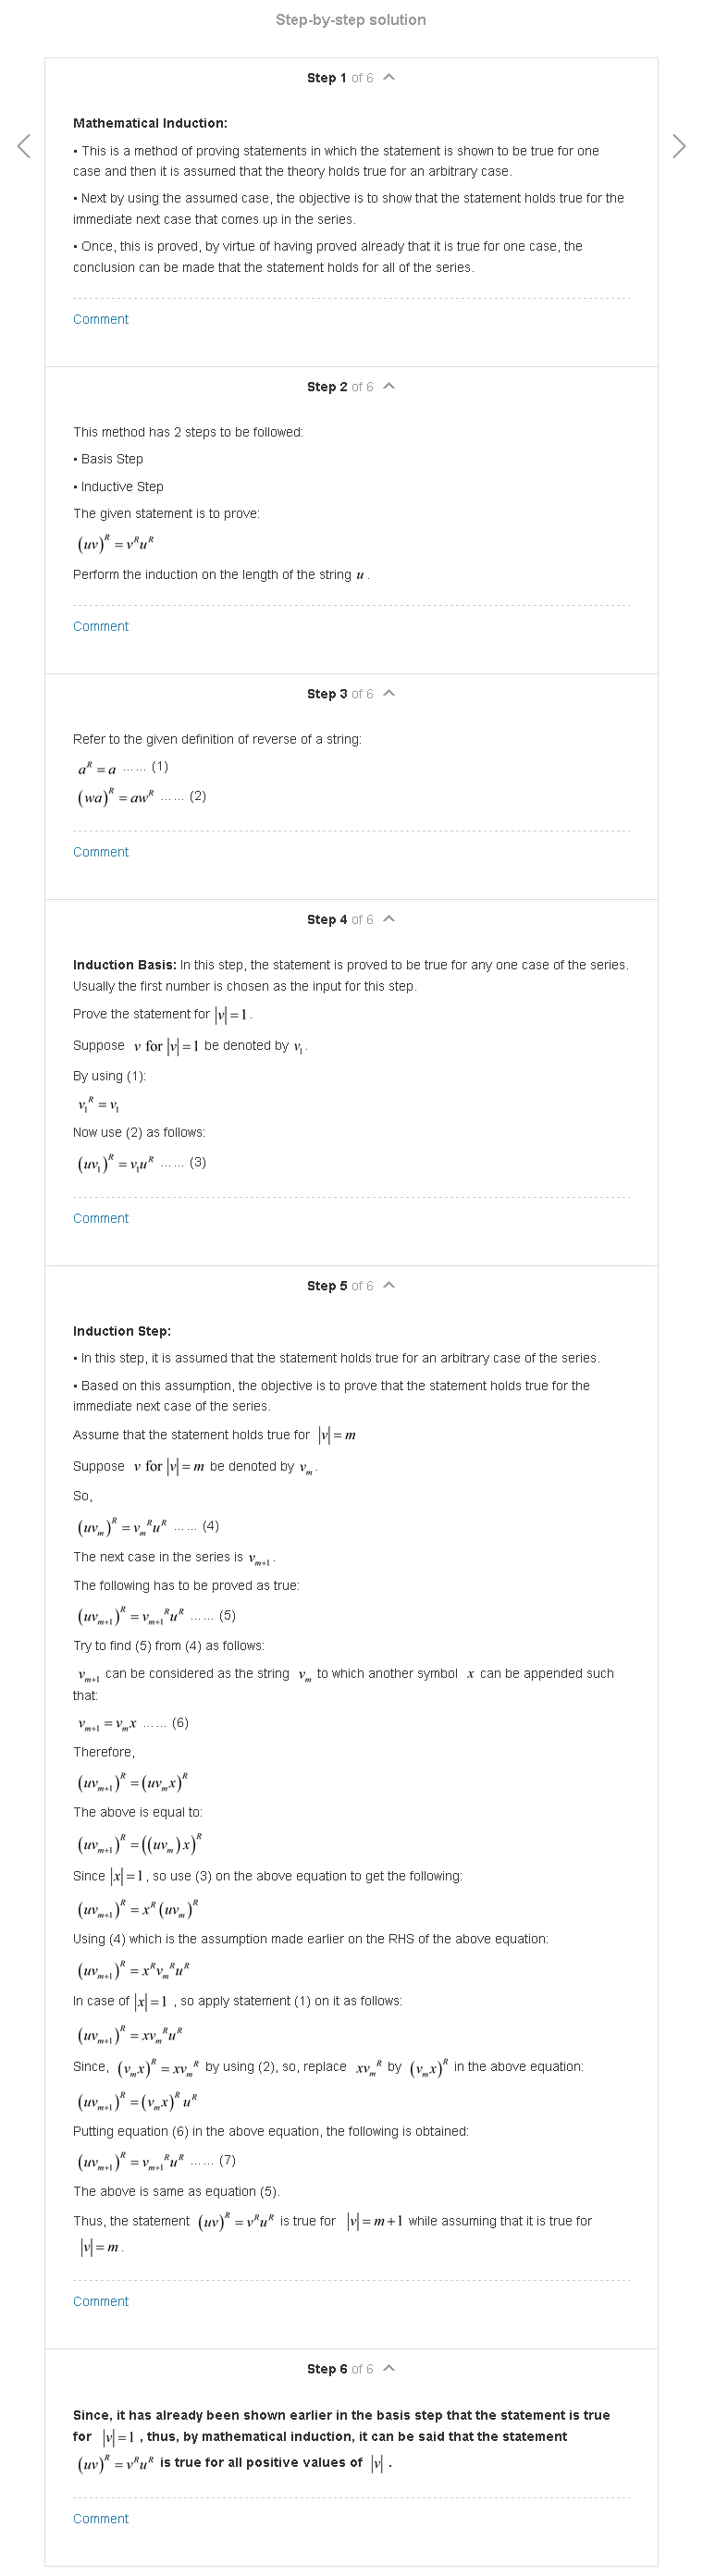 Step-by-step solution
Step 1 of 6
Mathematical Induction:
▪ This is a method of proving statements in which the statement is shown to be true for one
case and then it is assumed that the theory holds true for an arbitrary case.
▪ Next by using the assumed case, the objective is to show that the statement holds true for the
immediate next case that comes up in the series.
▪ Once, this is proved, by virtue of having proved already that it is true for one case, the
conclusion can be made that the statement holds for all of the series.
Comment
Step 2 of 6
This method has 2 steps to be followed:
▪ Basis Step
▪ Inductive Step
The given statement is to prove:
(uv)^R = v^R u^R
Perform the induction on the length of the string u .
Comment
Step 3 of 6
Refer to the given definition of reverse of a string:
a^R = a …… (1)
(wa)^R = aw^R …… (2)
Comment
Step 4 of 6
Induction Basis: In this step, the statement is proved to be true for any one case of the series.
Usually the first number is chosen as the input for this step.
Prove the statement for |v| = 1 .
Suppose v for |v| = 1 be denoted by v_1 .
By using (1):
v_1^R = v_1
Now use (2) as follows:
(uv_1)^R = v_1 u^R …… (3)
Comment
Step 5 of 6
Induction Step:
▪ In this step, it is assumed that the statement holds true for an arbitrary case of the series.
▪ Based on this assumption, the objective is to prove that the statement holds true for the
immediate next case of the series.
Assume that the statement holds true for |v| = m
Suppose v for |v| = m be denoted by v_m .
So,
(uv_m)^R = v_m^R u^R …… (4)
The next case in the series is v_{m+1} .
The following has to be proved as true:
(uv_{m+1})^R = v_{m+1}^R u^R …… (5)
Try to find (5) from (4) as follows:
v_{m+1} can be considered as the string v_m to which another symbol x can be appended such
that:
v_{m+1} = v_m x …… (6)
Therefore,
(uv_{m+1})^R = (uv_m x)^R
The above is equal to:
(uv_{m+1})^R = ((uv_m) x)^R
Since |x| = 1 , so use (3) on the above equation to get the following:
(uv_{m+1})^R = x^R (uv_m)^R
Using (4) which is the assumption made earlier on the RHS of the above equation:
(uv_{m+1})^R = x^R v_m^R u^R
In case of |x| = 1 , so apply statement (1) on it as follows:
(uv_{m+1})^R = xv_m^R u^R
Since, (v_m x)^R = xv_m^R by using (2), so, replace xv_m^R by (v_m x)^R in the above equation:
(uv_{m+1})^R = (v_m x)^R u^R
Putting equation (6) in the above equation, the following is obtained:
(uv_{m+1})^R = v_{m+1}^R u^R …… (7)
The above is same as equation (5).
Thus, the statement (uv)^R = v^R u^R is true for |v| = m+1 while assuming that it is true for
|v| = m .
Comment
Step 6 of 6
Since, it has already been shown earlier in the basis step that the statement is true
for |v| = 1 , thus, by mathematical induction, it can be said that the statement
(uv)^R = v^R u^R is true for all positive values of |v| .
Comment